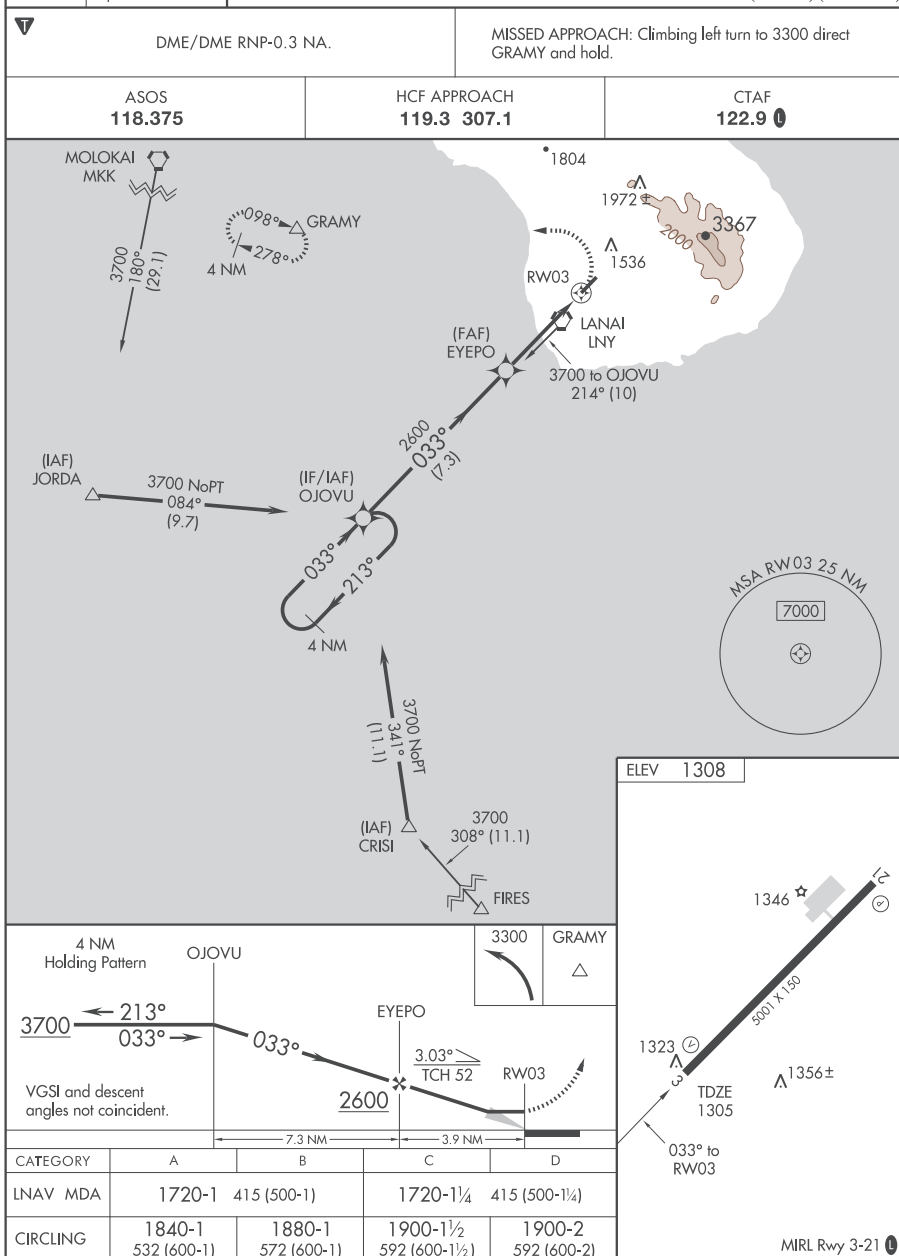 T
DME/DME RNP-0.3 NA.
MISSED APPROACH: Climbing left turn to 3300 direct
GRAMY and hold.
ASOS
118.375
HCF APPROACH
119.3 307.1
CTAF
122.9 L
MOLOKAI
MKK
3700
180°
(29.1)
098°
GRAMY
278°
4 NM
1804
1972 ±
3367
2000
1536
RW03
LANAI
LNY
(FAF)
EYEPO
3700 to OJOVU
214° (10)
2600
033°
(7.3)
(IAF)
JORDA
3700 NoPT
084°
(9.7)
(IF/IAF)
OJOVU
033°
213°
4 NM
MSA RW03 25 NM
7000
3700 NoPT
341°
(11.1)
(IAF)
CRISI
3700
308° (11.1)
FIRES
ELEV 1308
21
P
1346
5001 X 150
1323
V
3
TDZE
1305
1356±
033° to
RW03
MIRL Rwy 3-21 L
4 NM
Holding Pattern
OJOVU
3300
GRAMY
3700
213°
033°
033°
EYEPO
3.03°
TCH 52
RW03
2600
VGSI and descent
angles not coincident.
7.3 NM
3.9 NM
CATEGORY A B C D
LNAV MDA 1720-1 415 (500-1) 1720-1¼ 415 (500-1¼)
CIRCLING 1840-1 1880-1 1900-1½ 1900-2
532 (600-1) 572 (600-1) 592 (600-1½) 592 (600-2)